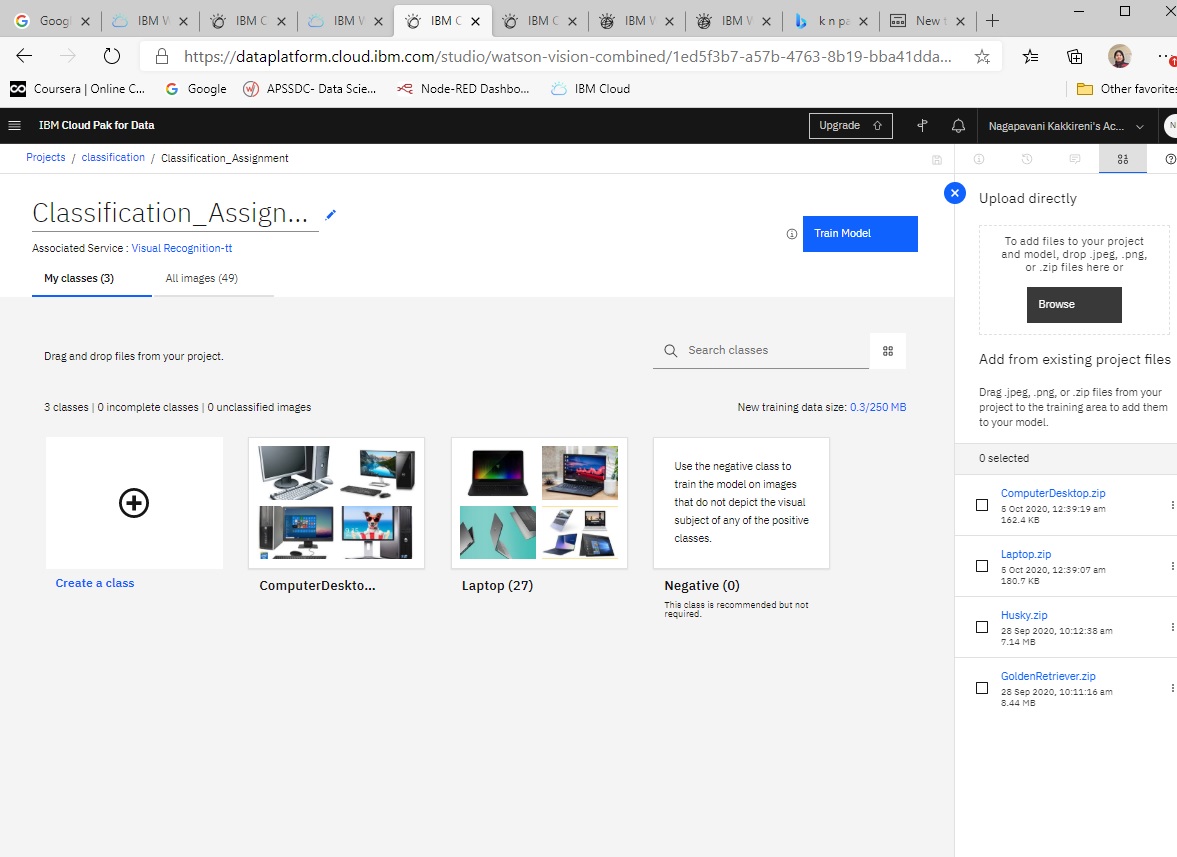 Googl
IBM W
IBM C
IBM W
IBM C
IBM C
IBM W
IBM W
k n pa
New t
https://dataplatform.cloud.ibm.com/studio/watson-vision-combined/1ed5f3b7-a57b-4763-8b19-bba41dda...
Coursera | Online C...
Google
APSSDC- Data Scie...
Node-RED Dashbo...
IBM Cloud
Other favorites
IBM Cloud Pak for Data
Upgrade
Nagapavani Kakkireni's Ac...
N
Projects / classification / Classification_Assignment
Classification_Assign...
Associated Service : Visual Recognition-tt
Train Model
My classes (3)
All images (49)
Drag and drop files from your project.
Search classes
3 classes | 0 incomplete classes | 0 unclassified images
New training data size: 0.3/250 MB
Create a class
ComputerDeskto...
Laptop (27)
Use the negative class to
train the model on images
that do not depict the visual
subject of any of the positive
classes.
Negative (0)
This class is recommended but not
required.
Upload directly
To add files to your project
and model, drop .jpeg, .png,
or .zip files here or
Browse
Add from existing project files
Drag .jpeg, .png, or .zip files from your
project to the training area to add them
to your model.
0 selected
ComputerDesktop.zip
5 Oct 2020, 12:39:19 am
162.4 KB
Laptop.zip
5 Oct 2020, 12:39:07 am
180.7 KB
Husky.zip
28 Sep 2020, 10:12:38 am
7.14 MB
GoldenRetriever.zip
28 Sep 2020, 10:11:16 am
8.44 MB